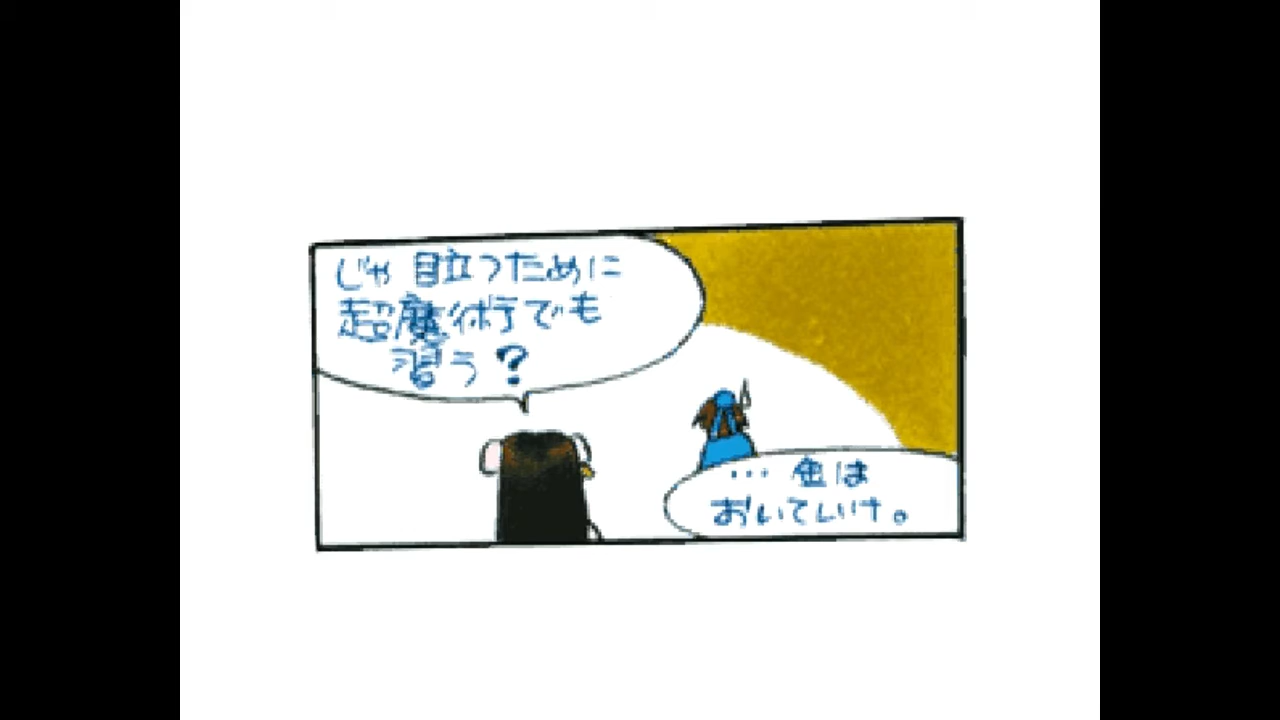 じゃ 目立つために
超魔術でも
習う?
… 金は
おいていけ。